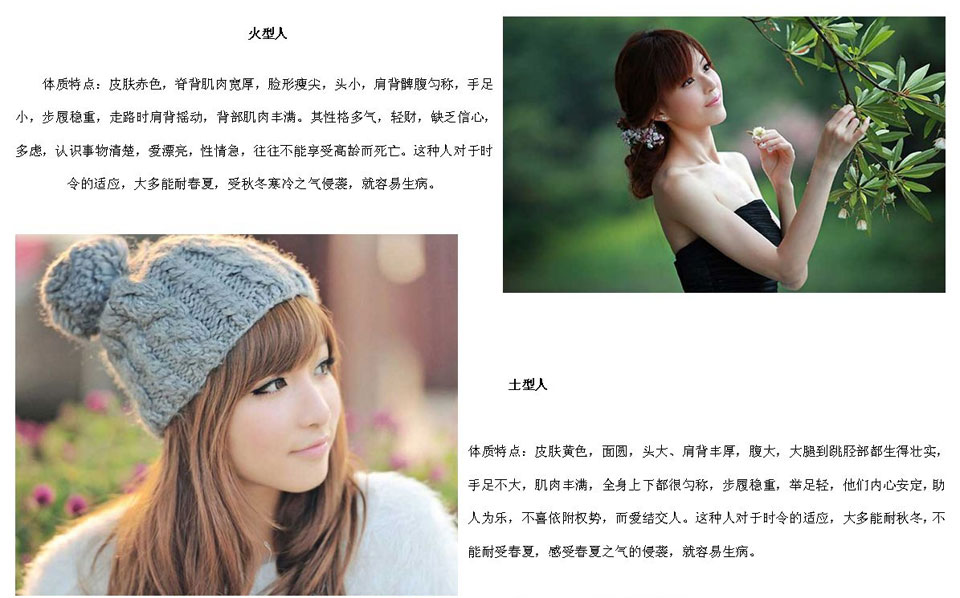 火型人
体质特点：皮肤赤色，脊背肌肉宽厚，脸形瘦尖，头小，肩背髀腹匀称，手足
小，步履稳重，走路时肩背摇动，背部肌肉丰满。其性格多气，轻财，缺乏信心，
多虑，认识事物清楚，爱漂亮，性情急，往往不能享受高龄而死亡。这种人对于时
令的适应，大多能耐春夏，受秋冬寒冷之气侵袭，就容易生病。
土型人
体质特点：皮肤黄色，面圆，头大、肩背丰厚，腹大，大腿到跳胫部都生得壮实，
手足不大，肌肉丰满，全身上下都很匀称，步履稳重，举足轻，他们内心安定，助
人为乐，不喜依附权势，而爱结交人。这种人对于时令的适应，大多能耐秋冬，不
能耐受春夏，感受春夏之气的侵袭，就容易生病。